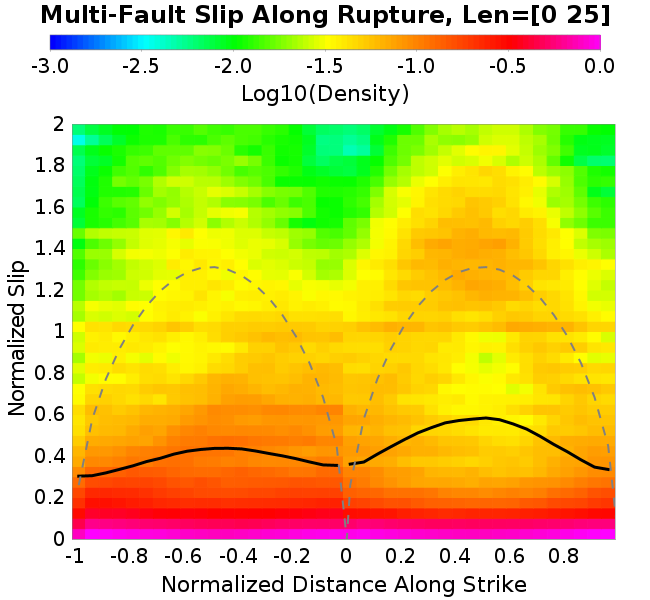 Multi-Fault Slip Along Rupture, Len=[0 25]
-3.0 -2.5 -2.0 -1.5 -1.0 -0.5 0.0
Log10(Density)
2
1.8
1.6
1.4
1.2
1
0.8
0.6
0.4
0.2
0
Normalized Slip
-1 -0.8 -0.6 -0.4 -0.2 0 0.2 0.4 0.6 0.8
Normalized Distance Along Strike